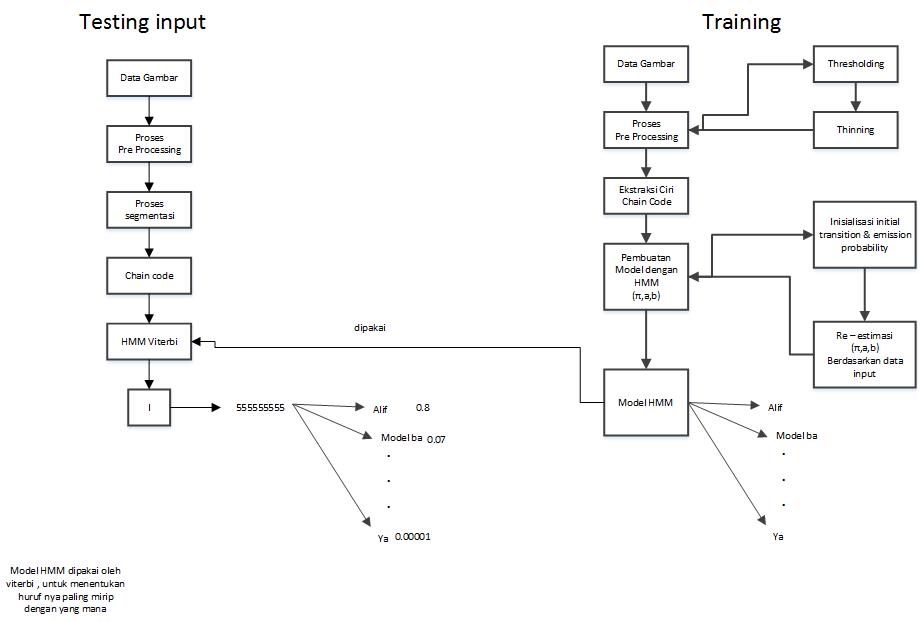 Testing input
Data Gambar
Proses
Pre Processing
Proses
segmentasi
Chain code
HMM Viterbi
I
555555555
Alif 0.8
Model ba 0.07
.
.
.
Ya 0.00001
Model HMM dipakai oleh
viterbi , untuk menentukan
huruf nya paling mirip
dengan yang mana
dipakai
Training
Data Gambar
Proses
Pre Processing
Thresholding
Thinning
Ekstraksi Ciri
Chain Code
Pembuatan
Model dengan
HMM
(π,a,b)
Inisialisasi initial
transition & emission
probability
Re – estimasi
(π,a,b)
Berdasarkan data
input
Model HMM
Alif
Model ba
.
.
.
Ya